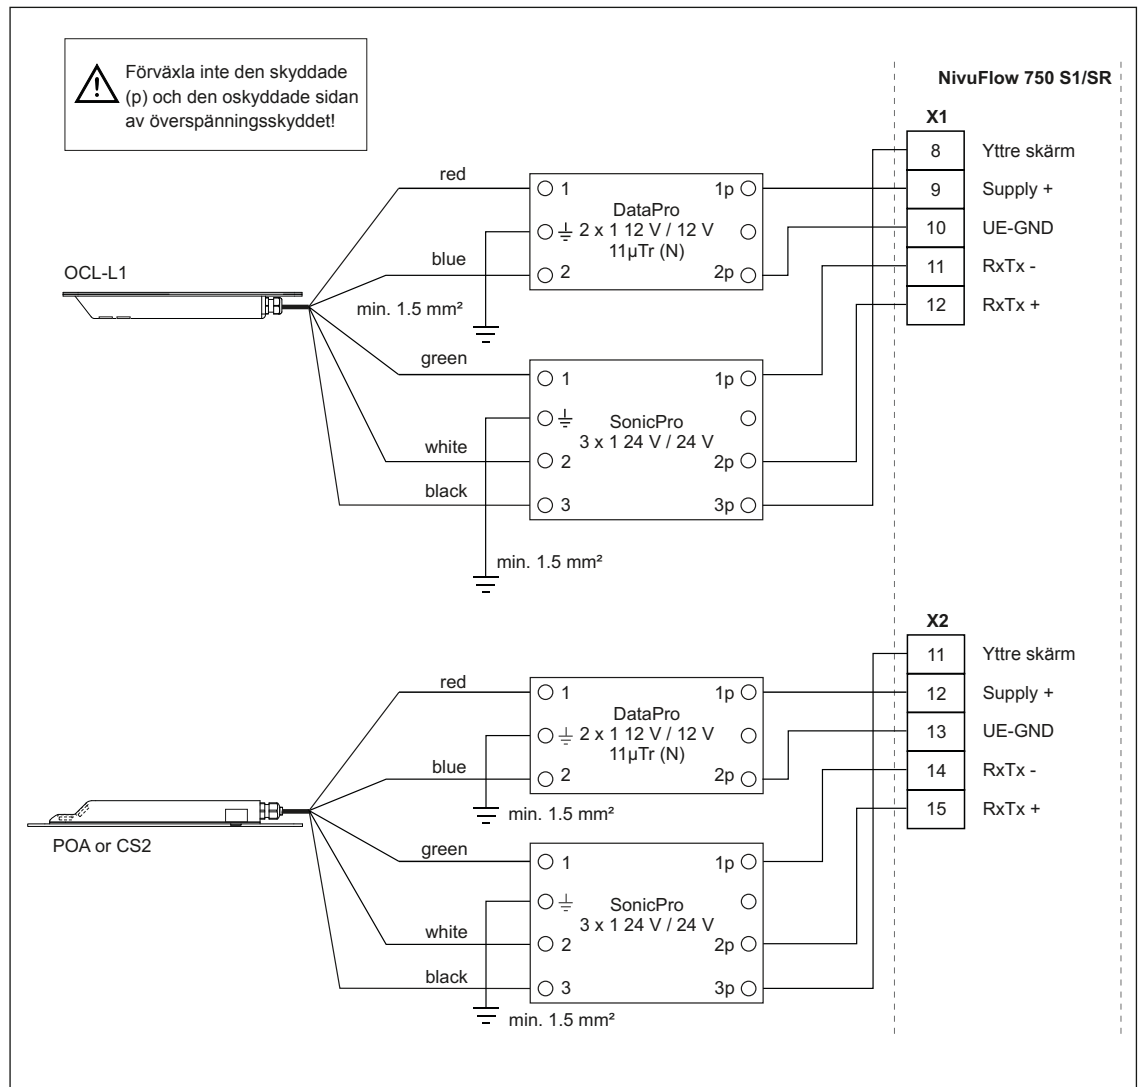 Förväxla inte den skyddade
(p) och den oskyddade sidan
av överspänningsskyddet!
NivuFlow 750 S1/SR
X1
8 Yttre skärm
9 Supply +
10 UE-GND
11 RxTx -
12 RxTx +
OCL-L1
red
blue
min. 1.5 mm²
green
white
black
min. 1.5 mm²
1 1p
DataPro
2 x 1 12 V / 12 V
11µTr (N)
2 2p
1 1p
SonicPro
3 x 1 24 V / 24 V
2 2p
3 3p
X2
11 Yttre skärm
12 Supply +
13 UE-GND
14 RxTx -
15 RxTx +
POA or CS2
red
blue
min. 1.5 mm²
green
white
black
min. 1.5 mm²
1 1p
DataPro
2 x 1 12 V / 12 V
11µTr (N)
2 2p
1 1p
SonicPro
3 x 1 24 V / 24 V
2 2p
3 3p